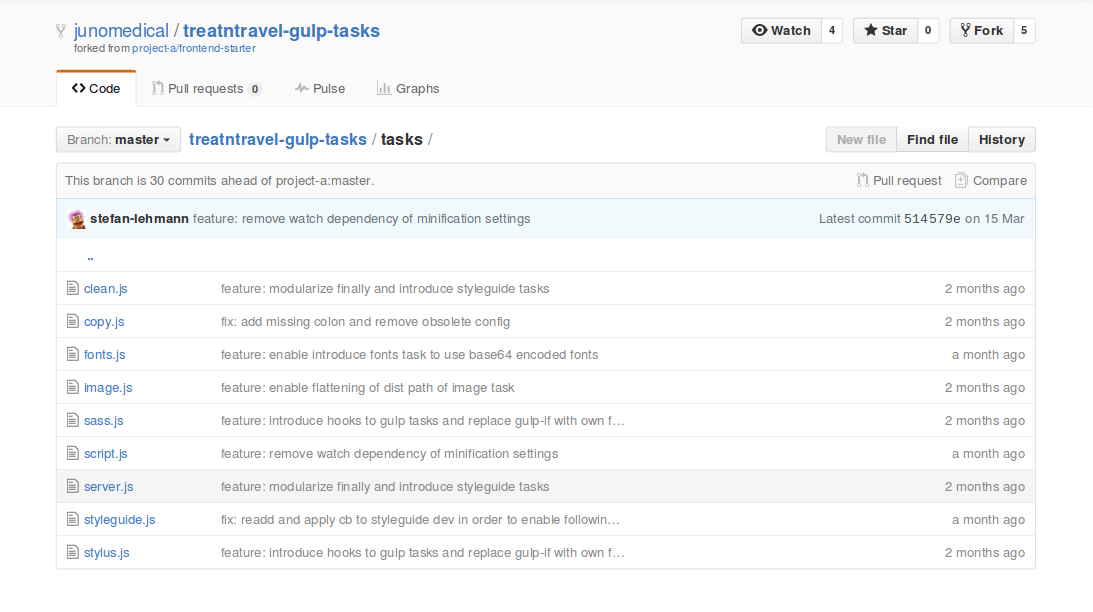 junomedical / treatntravel-gulp-tasks
forked from project-a/frontend-starter
Watch 4 Star 0 Fork 5
Code Pull requests 0 Pulse Graphs
Branch: master treatntravel-gulp-tasks / tasks / New file Find file History
This branch is 30 commits ahead of project-a:master. Pull request Compare
stefan-lehmann feature: remove watch dependency of minification settings Latest commit 514579e on 15 Mar
..
clean.js feature: modularize finally and introduce styleguide tasks 2 months ago
copy.js fix: add missing colon and remove obsolete config 2 months ago
fonts.js feature: enable introduce fonts task to use base64 encoded fonts a month ago
image.js feature: enable flattening of dist path of image task 2 months ago
sass.js feature: introduce hooks to gulp tasks and replace gulp-if with own f… 2 months ago
script.js feature: remove watch dependency of minification settings a month ago
server.js feature: modularize finally and introduce styleguide tasks 2 months ago
styleguide.js fix: readd and apply cb to styleguide dev in order to enable followin… a month ago
stylus.js feature: introduce hooks to gulp tasks and replace gulp-if with own f… 2 months ago